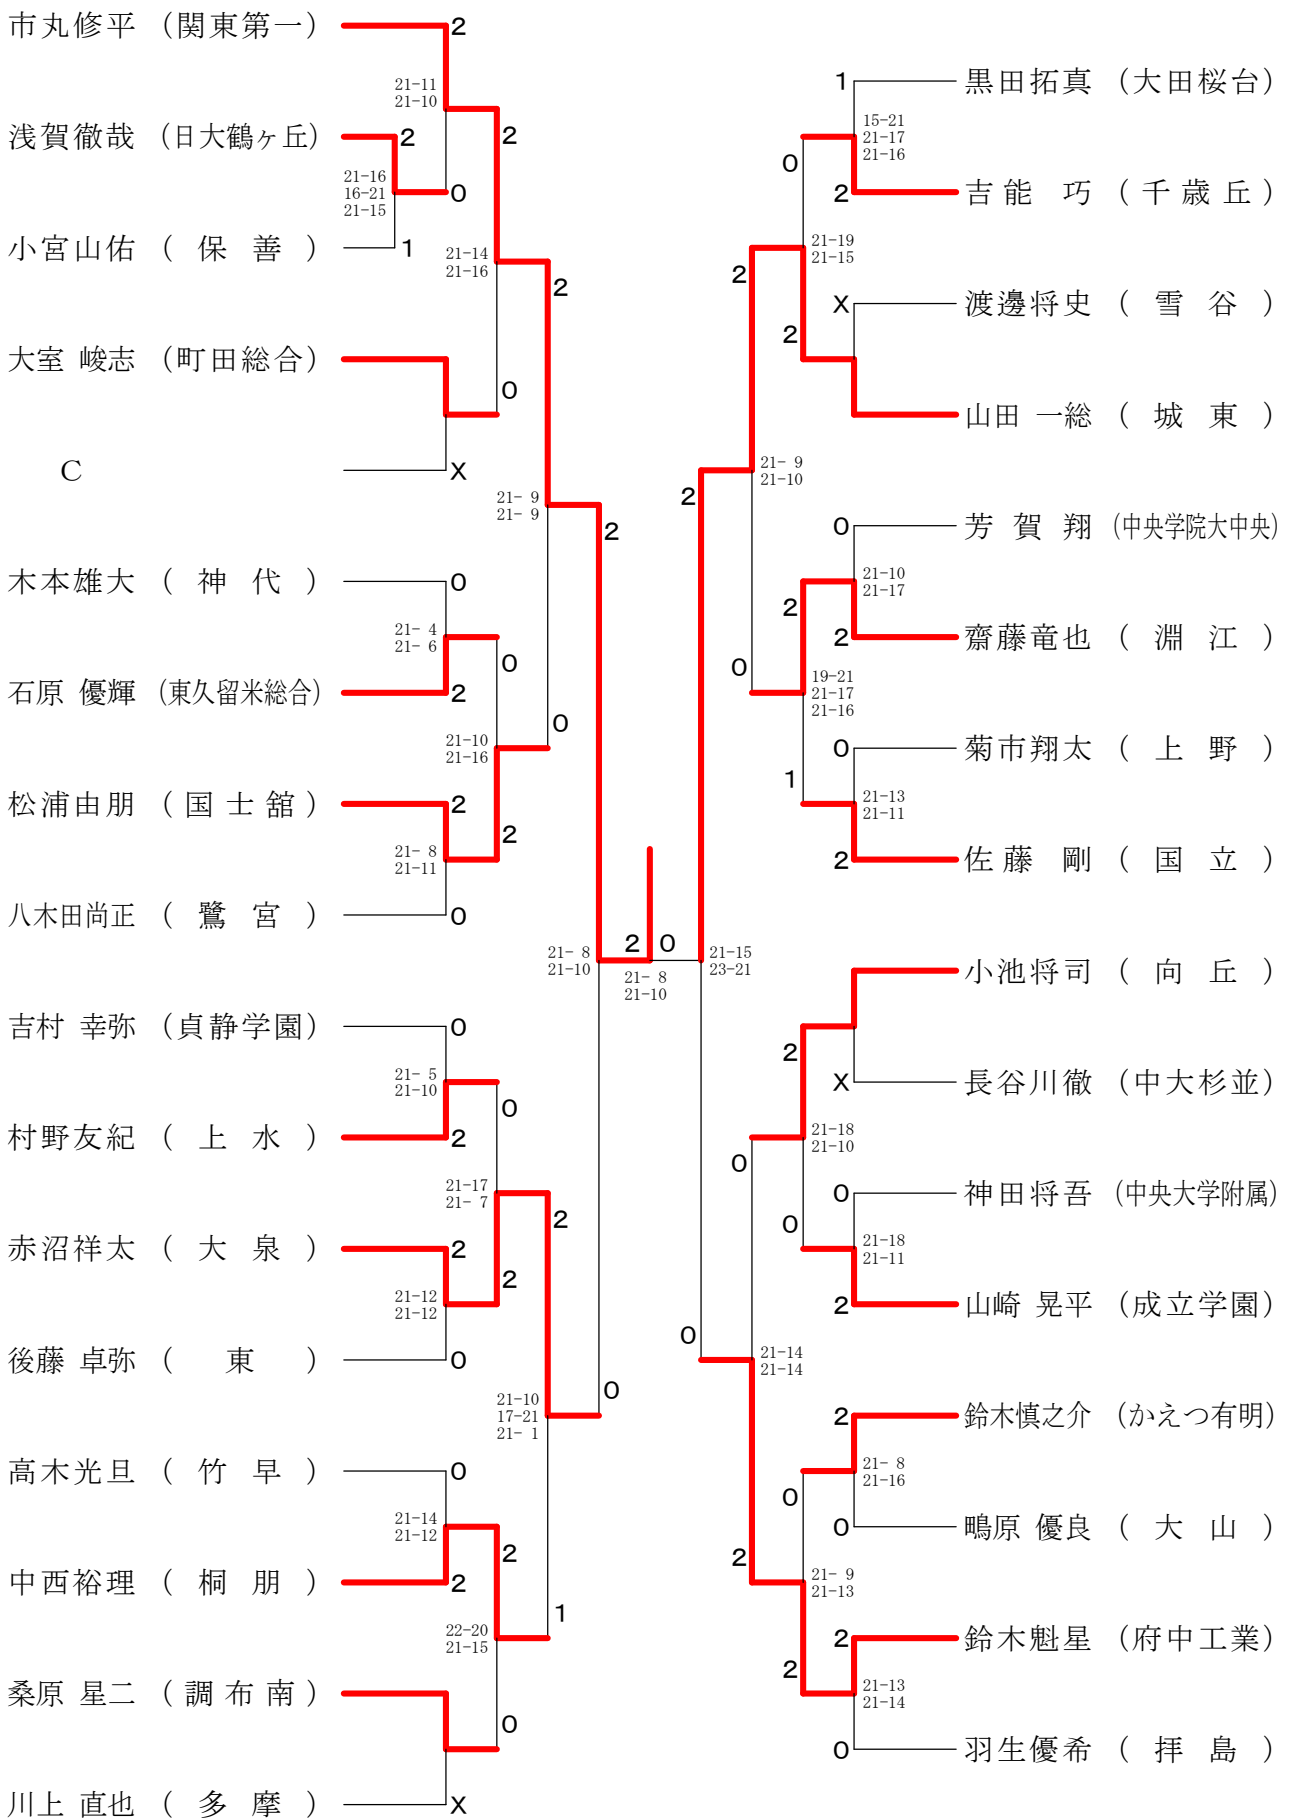 市丸修平 (関東第一) 2
21-11
21-10
浅賀徹哉 (日大鶴ヶ丘) 2 2
21-16
16-21
21-15
0
小宮山佑 ( 保 善 ) 1
21-14
21-16
2
大室 峻志 (町田総合)
0
C X
21- 9
21- 9
2
木本雄大 ( 神 代 ) 0
21- 4
21- 6
0
石原 優輝 (東久留米総合) 2
0
21-10
21-16
松浦由朋 ( 国 士 舘 ) 2
2
21- 8
21-11
八木田尚正 ( 鷺 宮 ) 0
21- 8
21-10
2 0
21- 8
21-10
吉村 幸弥 (貞静学園) 0
21- 5
21-10
0
村野友紀 ( 上 水 ) 2
21-17
21- 7
2
赤沼祥太 ( 大 泉 ) 2
2
21-12
21-12
後藤 卓弥 ( 東 ) 0
0
21-10
17-21
21- 1
高木光旦 ( 竹 早 ) 0
21-14
21-12
2
中西裕理 ( 桐 朋 ) 2
1
22-20
21-15
桑原 星二 ( 調 布 南 )
0
川上 直也 ( 多 摩 ) X
1 黒田拓真 (大田桜台)
15-21
21-17
21-16
0
2 吉能 巧 ( 千 歳 丘 )
21-19
21-15
2
X 渡邊将史 ( 雪 谷 )
2
山田 一総 ( 城 東 )
21- 9
21-10
2
0 芳 賀 翔 (中央学院大中央)
21-10
21-17
2
2 齋藤竜也 ( 淵 江 )
0
19-21
21-17
21-16
0 菊市翔太 ( 上 野 )
1
21-13
21-11
2 佐藤 剛 ( 国 立 )
21-15
23-21
小池将司 ( 向 丘 )
2
X 長谷川徹 (中大杉並)
21-18
21-10
0
0 神田将吾 (中央大学附属)
0
21-18
21-11
2 山崎 晃平 (成立学園)
0
21-14
21-14
2 鈴木慎之介 (かえつ有明)
21- 8
21-16
0
0 鴫原 優良 ( 大 山 )
2
21- 9
21-13
2 鈴木魁星 (府中工業)
2
21-13
21-14
0 羽生優希 ( 拝 島 )